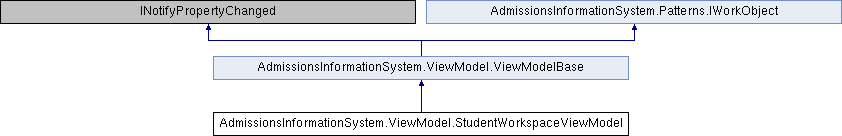 INotifyPropertyChanged
AdmissionsInformationSystem.Patterns.IWorkObject
AdmissionsInformationSystem.ViewModel.ViewModelBase
AdmissionsInformationSystem.ViewModel.StudentWorkspaceViewModel